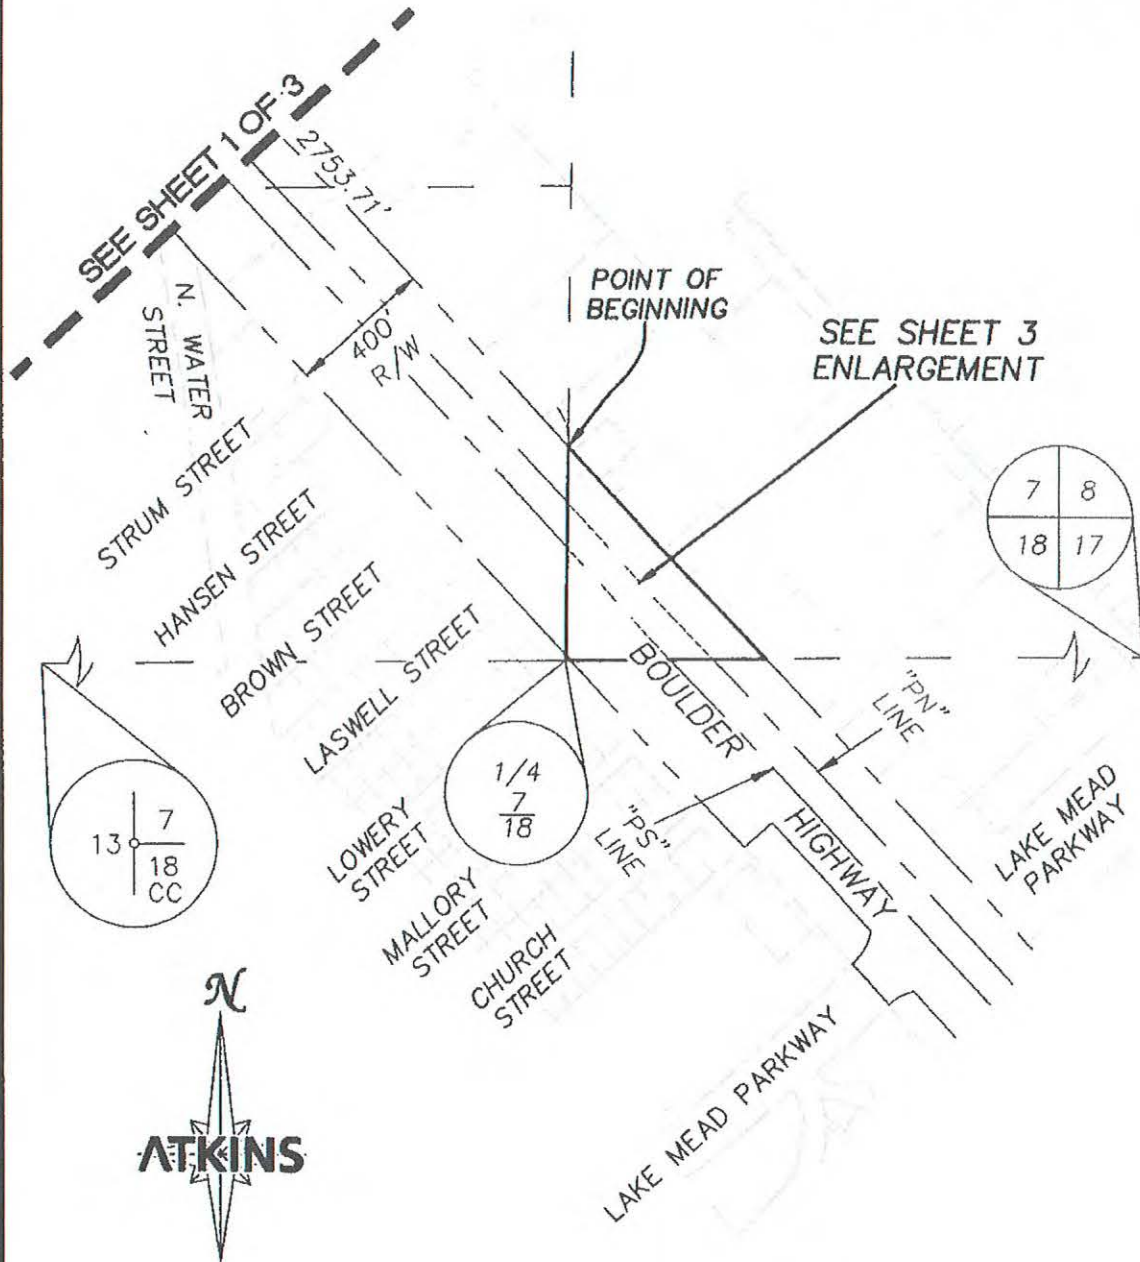 SEE SHEET 1 OF 3
2753.71'
N. WATER
STREET
400'
R/W
POINT OF
BEGINNING
SEE SHEET 3
ENLARGEMENT
STRUM STREET
HANSEN STREET
BROWN STREET
LASWELL STREET
LOWERY
STREET
MALLORY
STREET
CHURCH
STREET
7 8
18 17
13 7
18
CC
1/4
7
18
BOULDER
HIGHWAY
"PN"
LINE
"PS"
LINE
LAKE MEAD
PARKWAY
LAKE MEAD PARKWAY
N
ATKINS